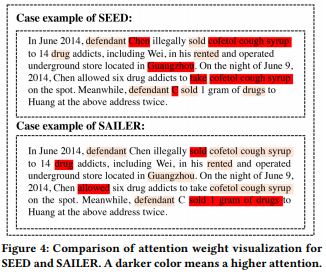 Case example of SEED:
In June 2014, defendant Chen illegally sold cofetol cough syrup
to 14 drug addicts, including Wei, in his rented and operated
underground store located in Guangzhou. On the night of June 9,
2014, Chen allowed six drug addicts to take cofetol cough syrup
on the spot. Meanwhile, defendant C sold 1 gram of drugs to
Huang at the above address twice.
Case example of SAILER:
In June 2014, defendant Chen illegally sold cofetol cough syrup
to 14 drug addicts, including Wei, in his rented and operated
underground store located in Guangzhou. On the night of June 9,
2014, Chen allowed six drug addicts to take cofetol cough syrup
on the spot. Meanwhile, defendant C sold 1 gram of drugs to
Huang at the above address twice.
Figure 4: Comparison of attention weight visualization for
SEED and SAILER. A darker color means a higher attention.